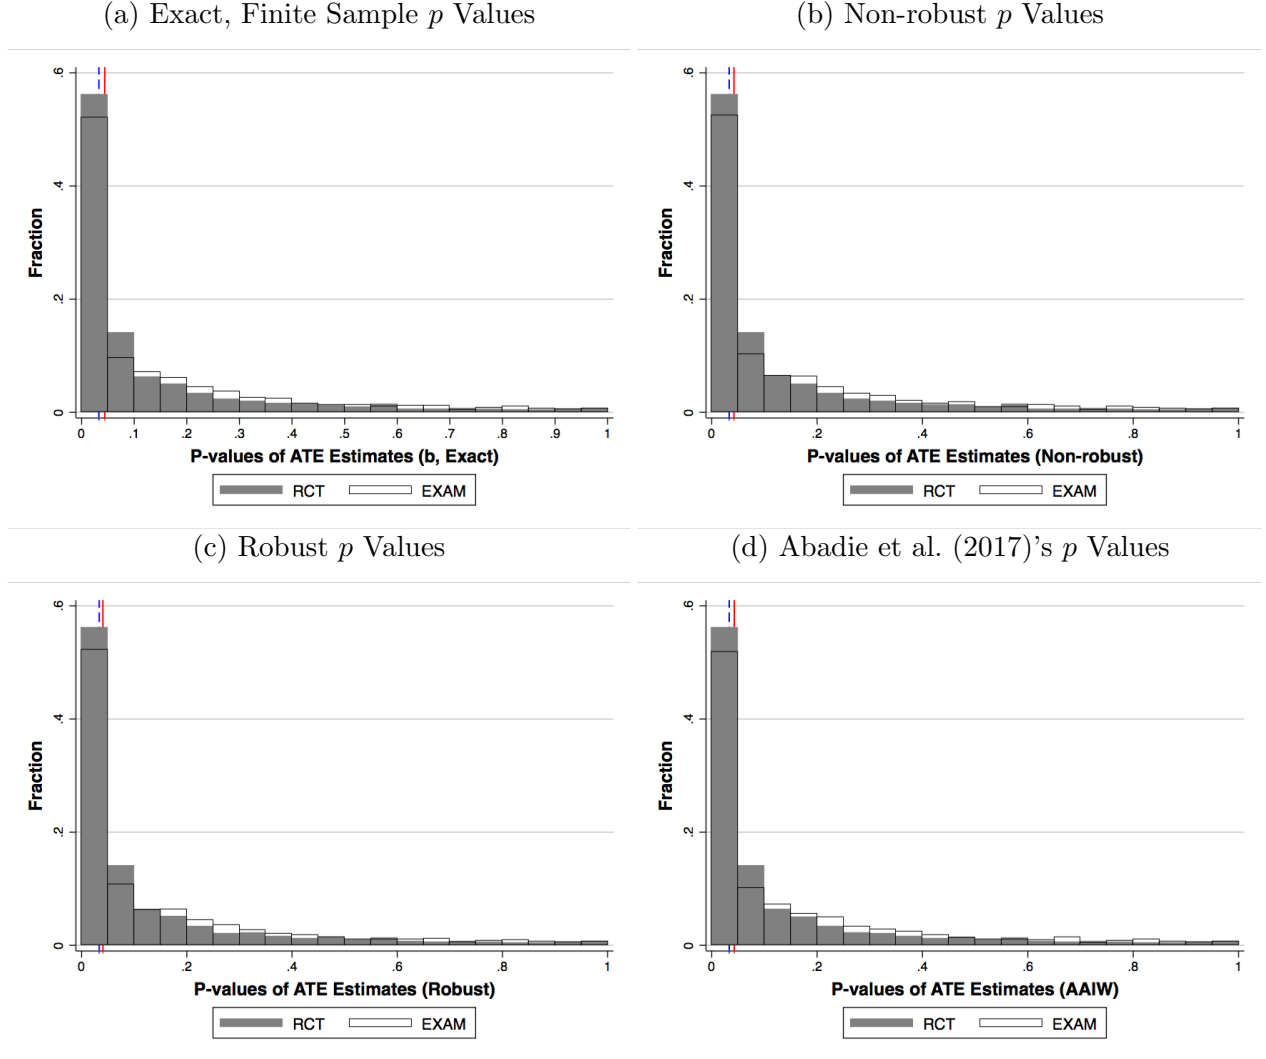 (a) Exact, Finite Sample p Values
.6
.4
.2
0
Fraction
0 .1 .2 .3 .4 .5 .6 .7 .8 .9 1
P-values of ATE Estimates (b, Exact)
RCT EXAM
(b) Non-robust p Values
.6
.4
.2
0
Fraction
0 .2 .4 .6 .8 1
P-values of ATE Estimates (Non-robust)
RCT EXAM
(c) Robust p Values
.6
.4
.2
0
Fraction
0 .2 .4 .6 .8 1
P-values of ATE Estimates (Robust)
RCT EXAM
(d) Abadie et al. (2017)'s p Values
.6
.4
.2
0
Fraction
0 .2 .4 .6 .8 1
P-values of ATE Estimates (AAIW)
RCT EXAM